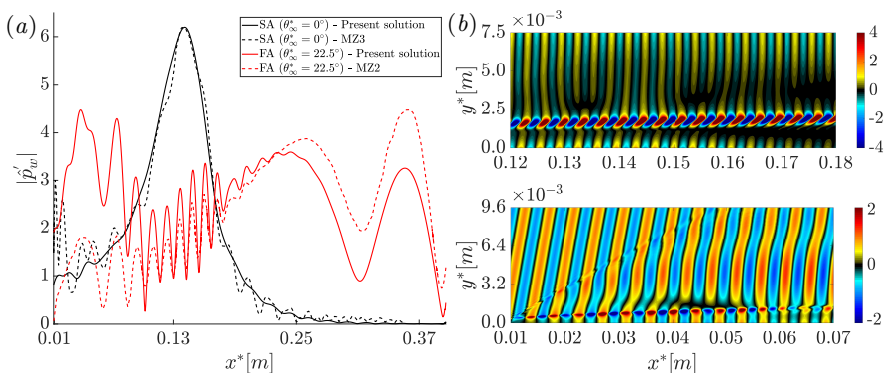 (a)
6
5
4
3
2
1
0
|p̂'w|
0.01 0.13 0.25 0.37
x*[m]
SA (θ*∞ = 0°) - Present solution
SA (θ*∞ = 0°) - MZ3
FA (θ*∞ = 22.5°) - Present solution
FA (θ*∞ = 22.5°) - MZ2
(b)
×10⁻³
7.5
5.0
2.5
0.0
y*[m]
0.12 0.13 0.14 0.15 0.16 0.17 0.18
4
2
0
-2
-4
×10⁻³
9.6
6.4
3.2
0.0
y*[m]
0.01 0.02 0.03 0.04 0.05 0.06 0.07
x*[m]
2
0
-2